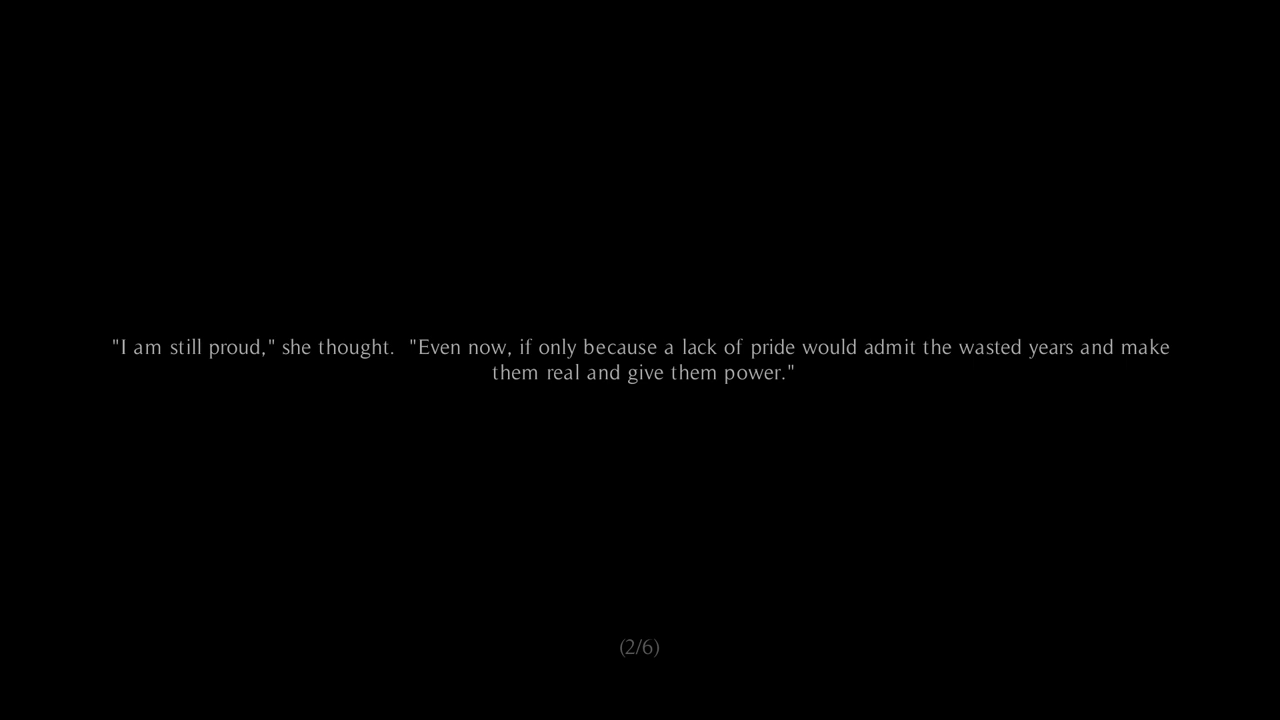 "I am still proud," she thought.  "Even now, if only because a lack of pride would admit the wasted years and make
them real and give them power."
(2/6)